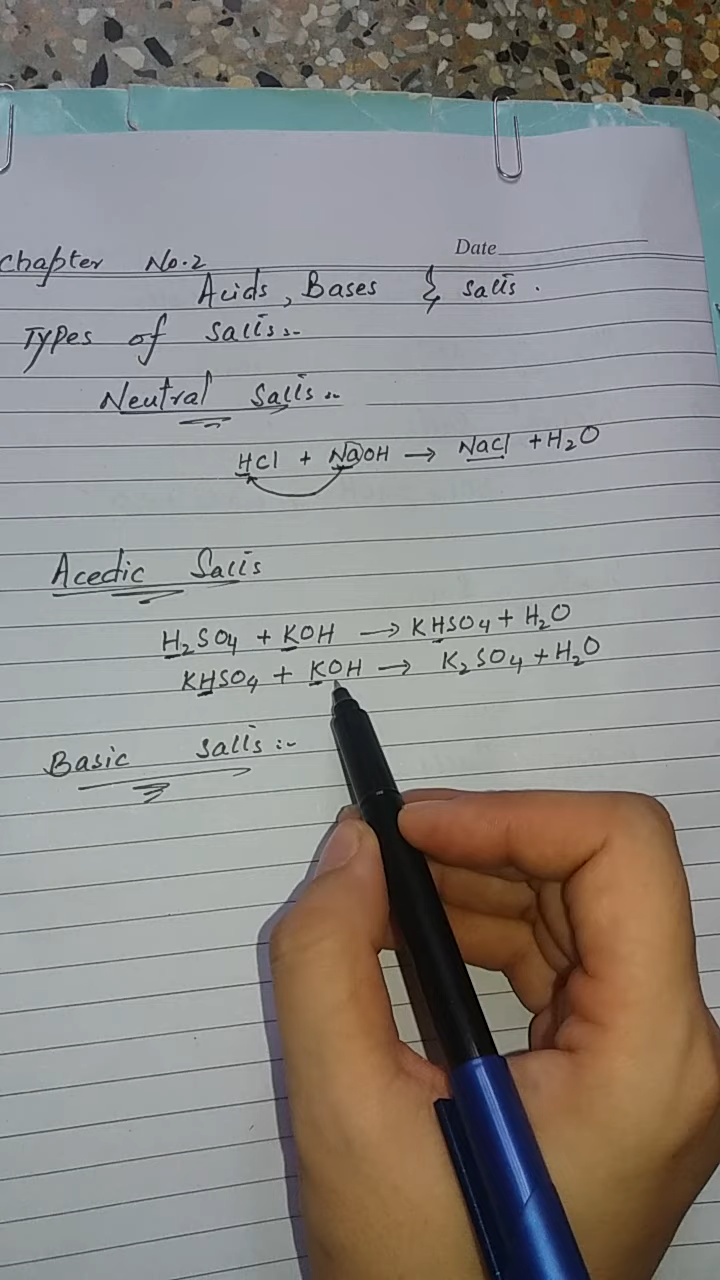 Chapter No.2
Date
Acids, Bases & Salts.
Types of Salts:-
Neutral Salts:-
HCl + NaOH → NaCl + H₂O
Acedic Salts
H₂SO₄ + KOH → KHSO₄ + H₂O
KHSO₄ + KOH → K₂SO₄ + H₂O
Basic Salts:-